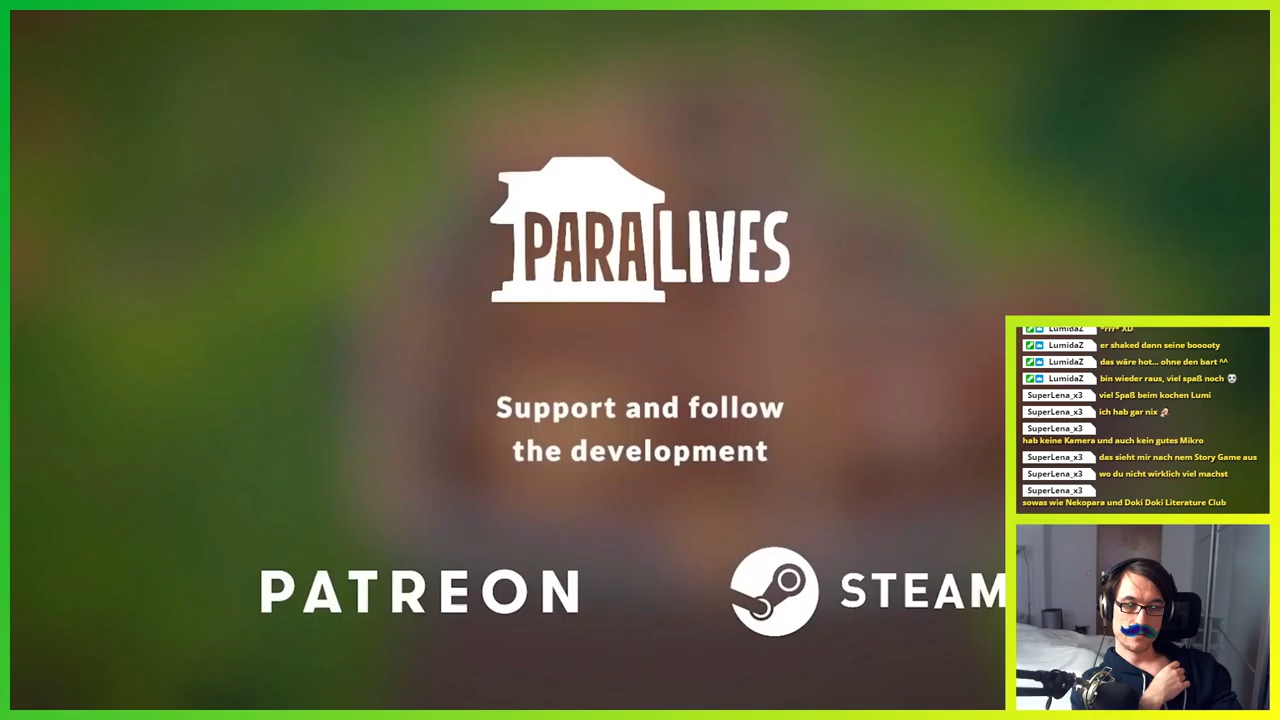 PARALIVES
Support and follow
the development
PATREON
STEAM
LumidaZ *rrr* XD
LumidaZ er shaked dann seine booooty
LumidaZ das wäre hot... ohne den bart ^^
LumidaZ bin wieder raus, viel spaß noch
SuperLena_x3 viel Spaß beim kochen Lumi
SuperLena_x3 ich hab gar nix
SuperLena_x3
hab keine Kamera und auch kein gutes Mikro
SuperLena_x3 das sieht mir nach nem Story Game aus
SuperLena_x3 wo du nicht wirklich viel machst
SuperLena_x3
sowas wie Nekopara und Doki Doki Literature Club